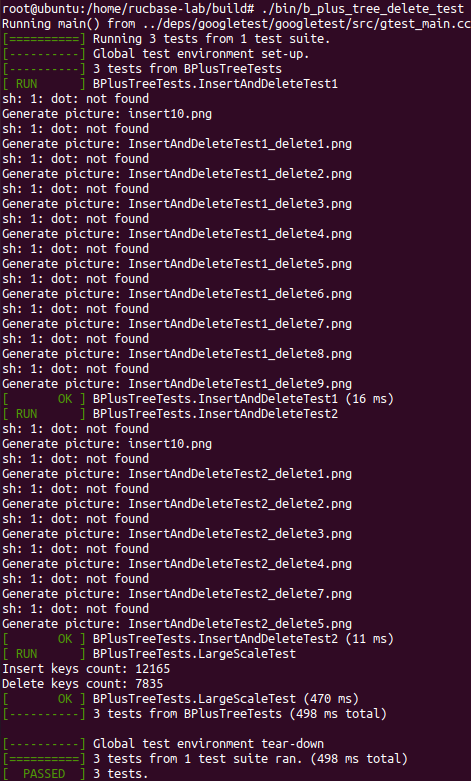 root@ubuntu:/home/rucbase-lab/build# ./bin/b_plus_tree_delete_test
Running main() from ../deps/googletest/googletest/src/gtest_main.cc
[==========] Running 3 tests from 1 test suite.
[----------] Global test environment set-up.
[----------] 3 tests from BPlusTreeTests
[ RUN      ] BPlusTreeTests.InsertAndDeleteTest1
sh: 1: dot: not found
Generate picture: insert10.png
sh: 1: dot: not found
Generate picture: InsertAndDeleteTest1_delete1.png
sh: 1: dot: not found
Generate picture: InsertAndDeleteTest1_delete2.png
sh: 1: dot: not found
Generate picture: InsertAndDeleteTest1_delete3.png
sh: 1: dot: not found
Generate picture: InsertAndDeleteTest1_delete4.png
sh: 1: dot: not found
Generate picture: InsertAndDeleteTest1_delete5.png
sh: 1: dot: not found
Generate picture: InsertAndDeleteTest1_delete6.png
sh: 1: dot: not found
Generate picture: InsertAndDeleteTest1_delete7.png
sh: 1: dot: not found
Generate picture: InsertAndDeleteTest1_delete8.png
sh: 1: dot: not found
Generate picture: InsertAndDeleteTest1_delete9.png
[       OK ] BPlusTreeTests.InsertAndDeleteTest1 (16 ms)
[ RUN      ] BPlusTreeTests.InsertAndDeleteTest2
sh: 1: dot: not found
Generate picture: insert10.png
sh: 1: dot: not found
Generate picture: InsertAndDeleteTest2_delete1.png
sh: 1: dot: not found
Generate picture: InsertAndDeleteTest2_delete2.png
sh: 1: dot: not found
Generate picture: InsertAndDeleteTest2_delete3.png
sh: 1: dot: not found
Generate picture: InsertAndDeleteTest2_delete4.png
sh: 1: dot: not found
Generate picture: InsertAndDeleteTest2_delete7.png
sh: 1: dot: not found
Generate picture: InsertAndDeleteTest2_delete5.png
[       OK ] BPlusTreeTests.InsertAndDeleteTest2 (11 ms)
[ RUN      ] BPlusTreeTests.LargeScaleTest
Insert keys count: 12165
Delete keys count: 7835
[       OK ] BPlusTreeTests.LargeScaleTest (470 ms)
[----------] 3 tests from BPlusTreeTests (498 ms total)

[----------] Global test environment tear-down
[==========] 3 tests from 1 test suite ran. (498 ms total)
[  PASSED  ] 3 tests.